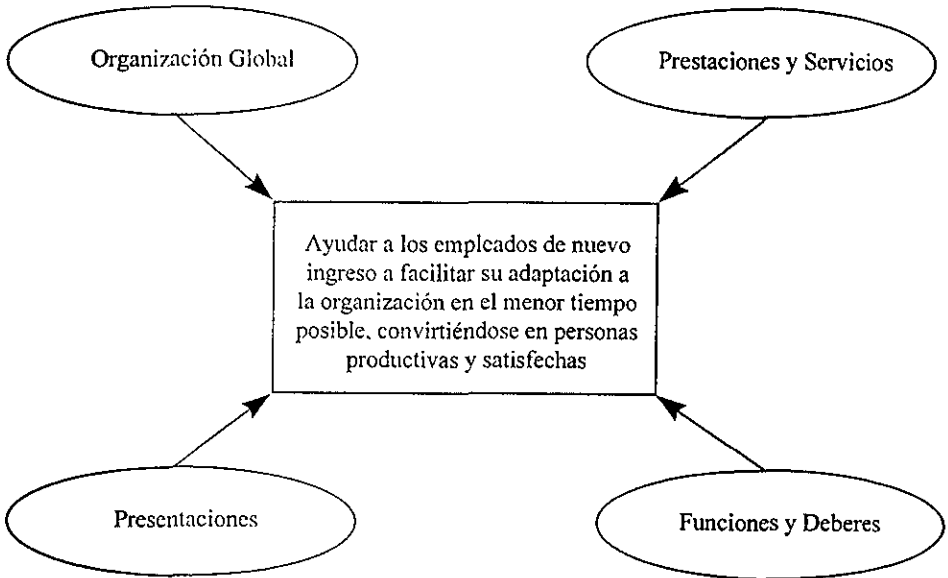 Organización Global
Prestaciones y Servicios
Ayudar a los empleados de nuevo
ingreso a facilitar su adaptación a
la organización en el menor tiempo
posible, convirtiéndose en personas
productivas y satisfechas
Presentaciones
Funciones y Deberes